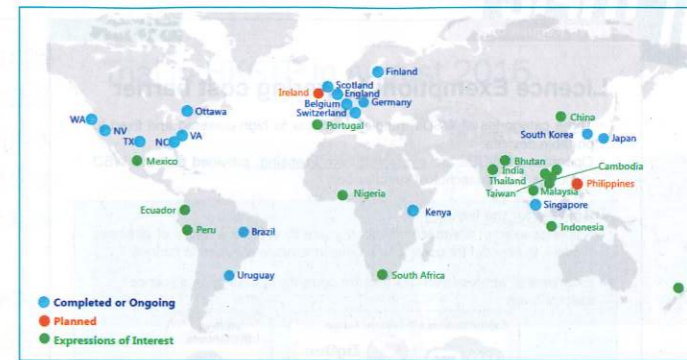 Finland
Scotland
Ireland
England
Belgium
Germany
Switzerland
Portugal
Ottawa
WA
NV
VA
TX
NC
Mexico
China
South Korea
Japan
Bhutan
India
Cambodia
Thailand
Taiwan
Malaysia
Philippines
Nigeria
Kenya
Singapore
Ecuador
Peru
Brazil
Indonesia
Uruguay
South Africa
Completed or Ongoing
Planned
Expressions of Interest